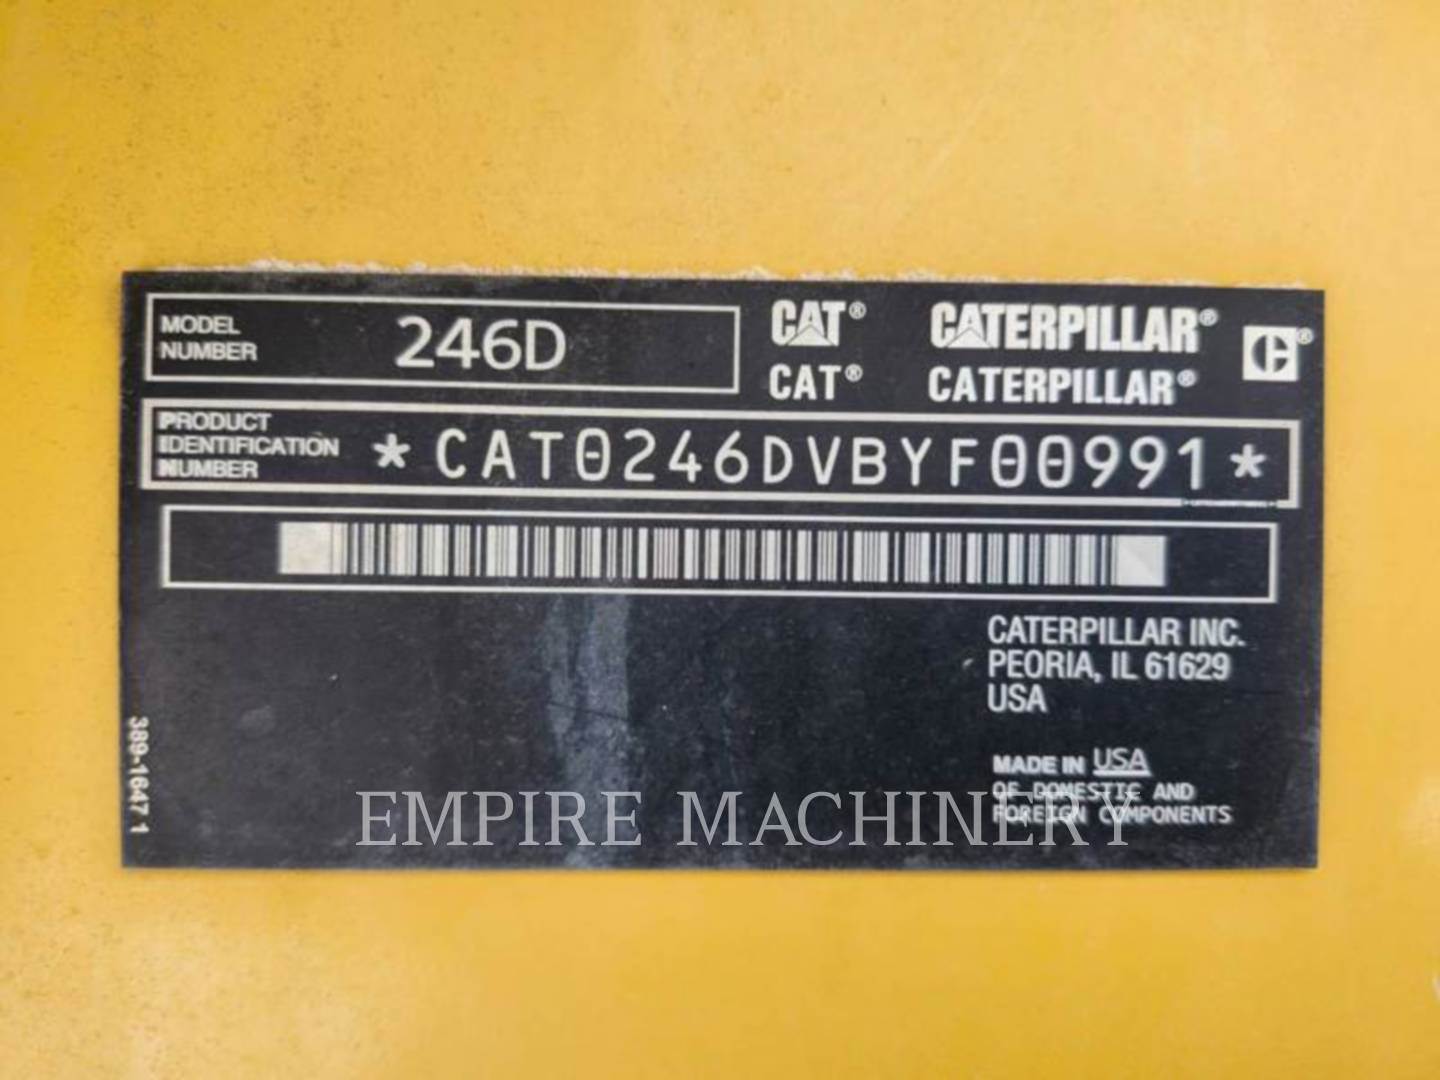 MODEL
NUMBER
246D
CAT® CATERPILLAR®
CAT® CATERPILLAR®
PRODUCT
IDENTIFICATION
NUMBER
*CAT0246DVBYF00991*
CATERPILLAR INC.
PEORIA, IL 61629
USA
MADE IN USA
OF DOMESTIC AND
FOREIGN COMPONENTS
389-1647 1
EMPIRE MACHINERY